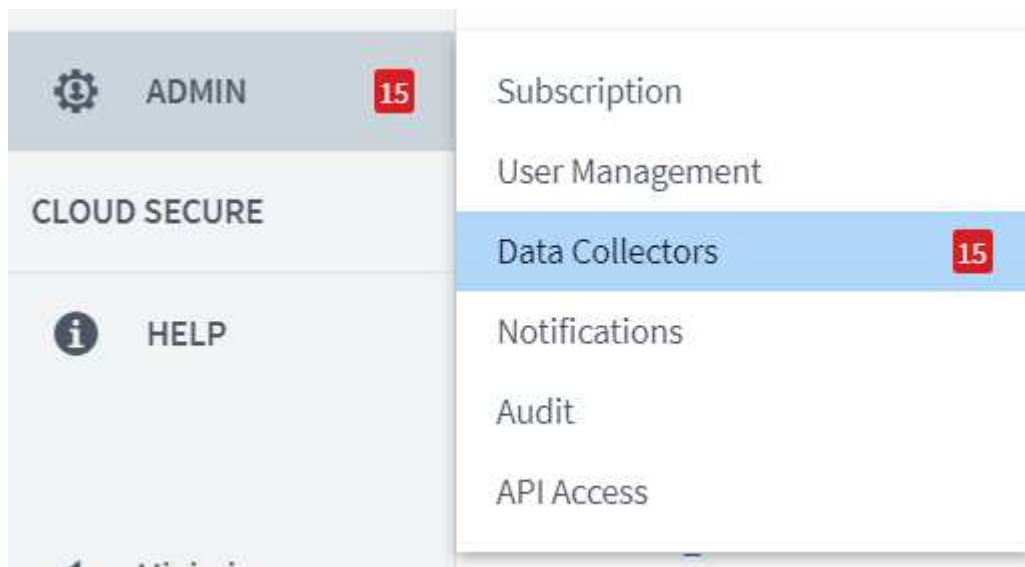 ADMIN 15
CLOUD SECURE
HELP
Subscription
User Management
Data Collectors 15
Notifications
Audit
API Access